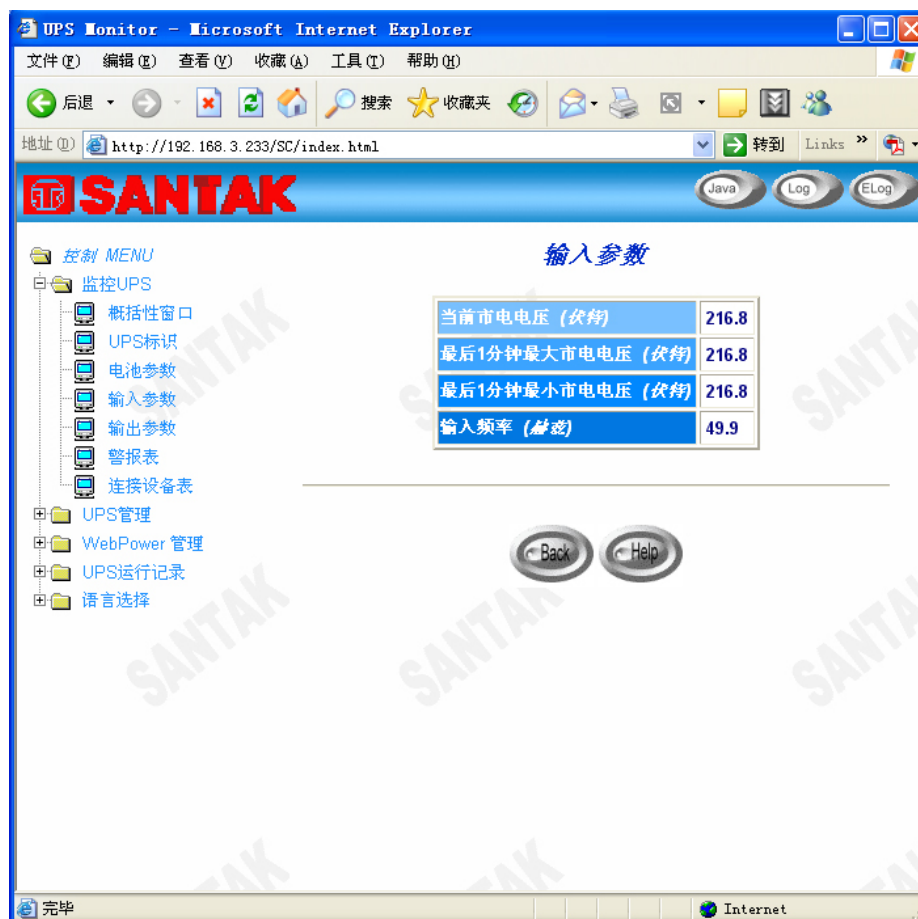 UPS Monitor - Microsoft Internet Explorer
文件(F) 编辑(E) 查看(V) 收藏(A) 工具(T) 帮助(H)
后退 搜索 收藏夹
地址(D) http://192.168.3.233/SC/index.html 转到 Links »
SANTAK Java Log ELog
控制 MENU
监控UPS
概括性窗口
UPS标识
电池参数
输入参数
输出参数
警报表
连接设备表
UPS管理
WebPower 管理
UPS运行记录
语言选择
输入参数
当前市电电压 (伏特) 216.8
最后1分钟最大市电电压 (伏特) 216.8
最后1分钟最小市电电压 (伏特) 216.8
输入频率 (赫兹) 49.9
Back Help
SANTAK
SANTAK
SANTAK
SANTAK
SANTAK
SANTAK
完毕 Internet